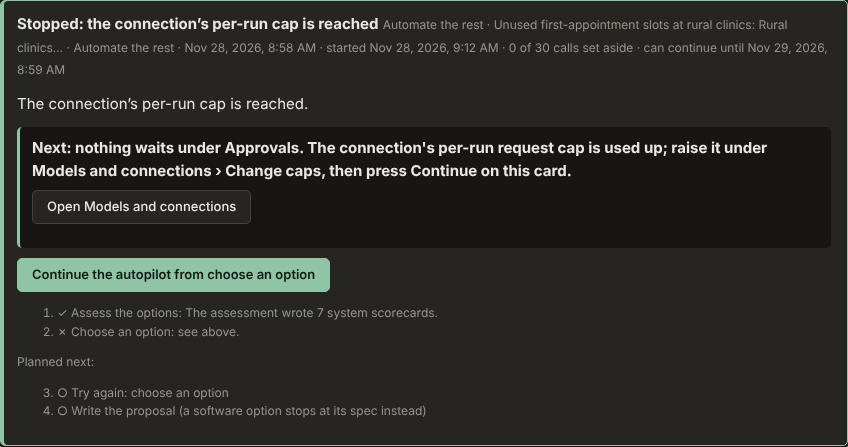 Stopped: the connection’s per-run cap is reached Automate the rest · Unused first-appointment slots at rural clinics: Rural
clinics... · Automate the rest · Nov 28, 2026, 8:58 AM · started Nov 28, 2026, 9:12 AM · 0 of 30 calls set aside · can continue until Nov 29, 2026,
8:59 AM
The connection’s per-run cap is reached.
Next: nothing waits under Approvals. The connection's per-run request cap is used up; raise it under
Models and connections › Change caps, then press Continue on this card.
Open Models and connections
Continue the autopilot from choose an option
1. ✓ Assess the options: The assessment wrote 7 system scorecards.
2. × Choose an option: see above.
Planned next:
3. ○ Try again: choose an option
4. ○ Write the proposal (a software option stops at its spec instead)